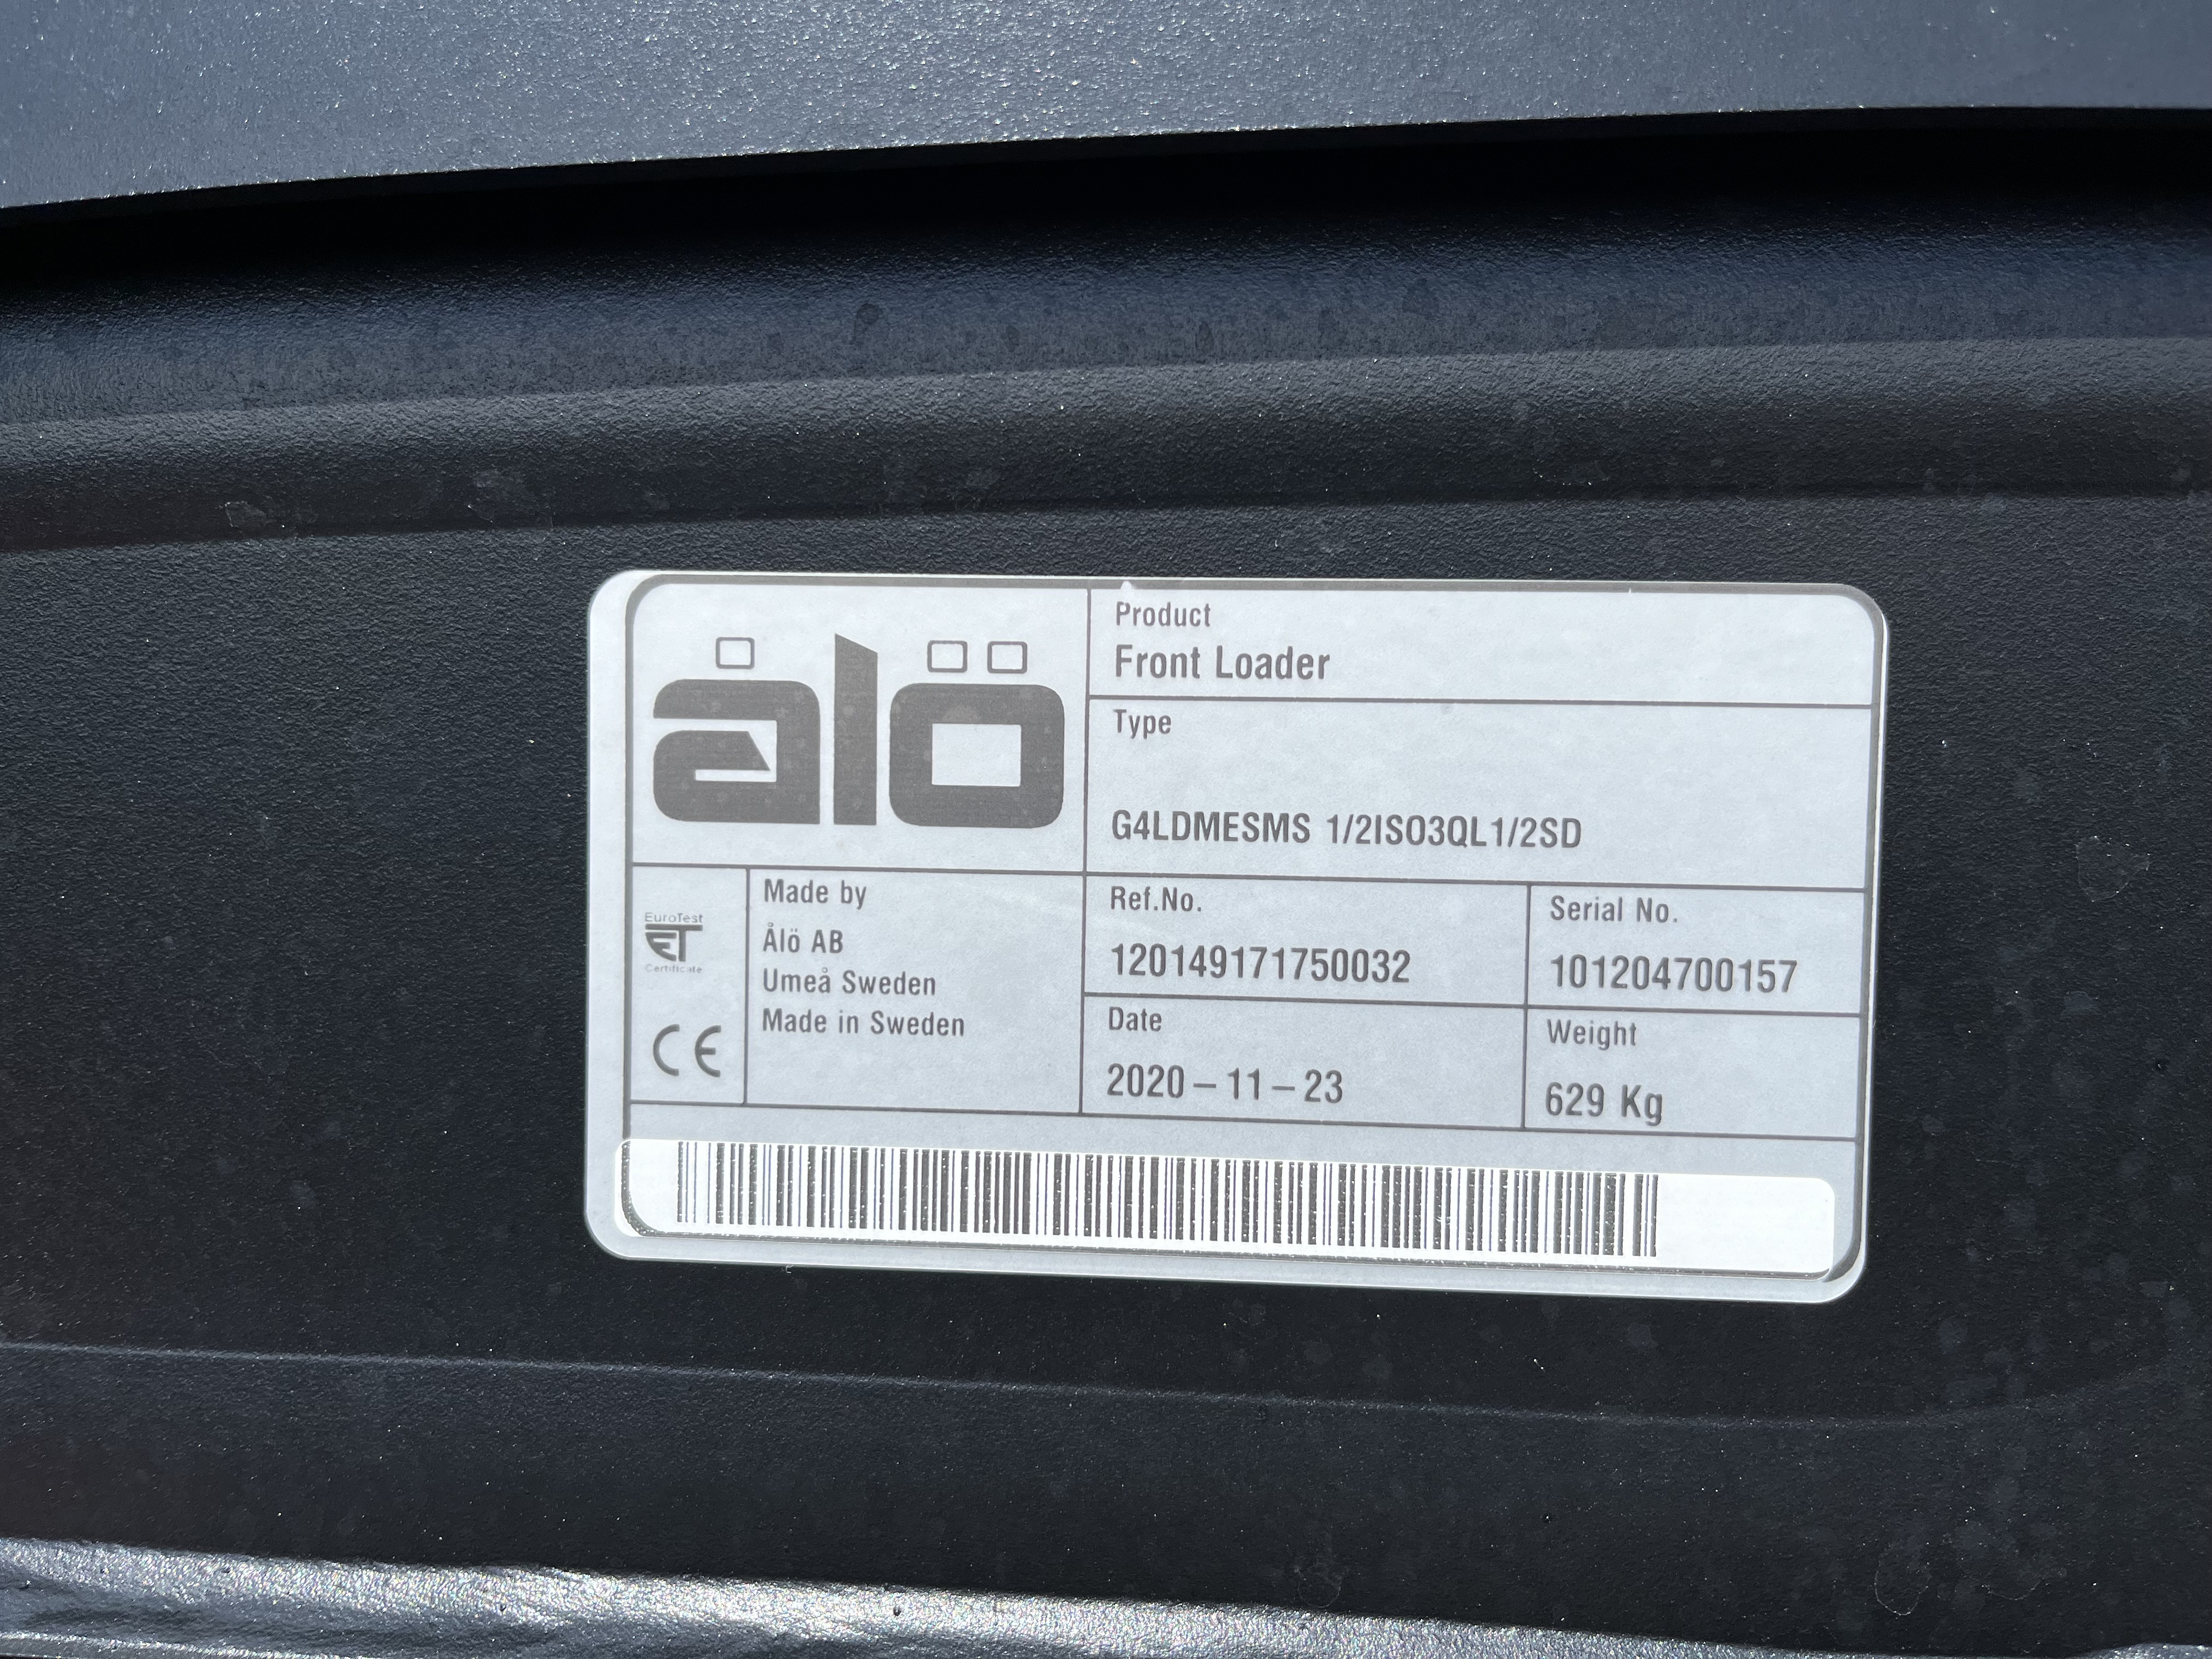 ålö
Product
Front Loader
Type
G4LDMESMS 1/2ISO3QL1/2SD
EuroTest
ET
Certificate
CE
Made by
Ålö AB
Umeå Sweden
Made in Sweden
Ref.No.
120149171750032
Serial No.
101204700157
Date
2020–11–23
Weight
629 Kg